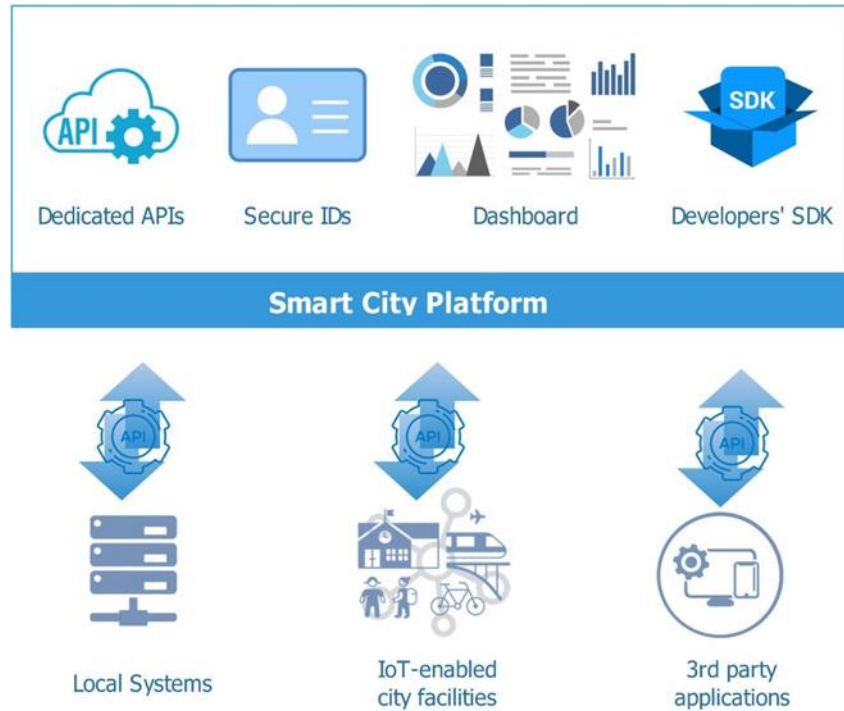 API
SDK
Dedicated APIs
Secure IDs
Dashboard
Developers' SDK
Smart City Platform
API
API
API
Local Systems
IoT-enabled
city facilities
3rd party
applications